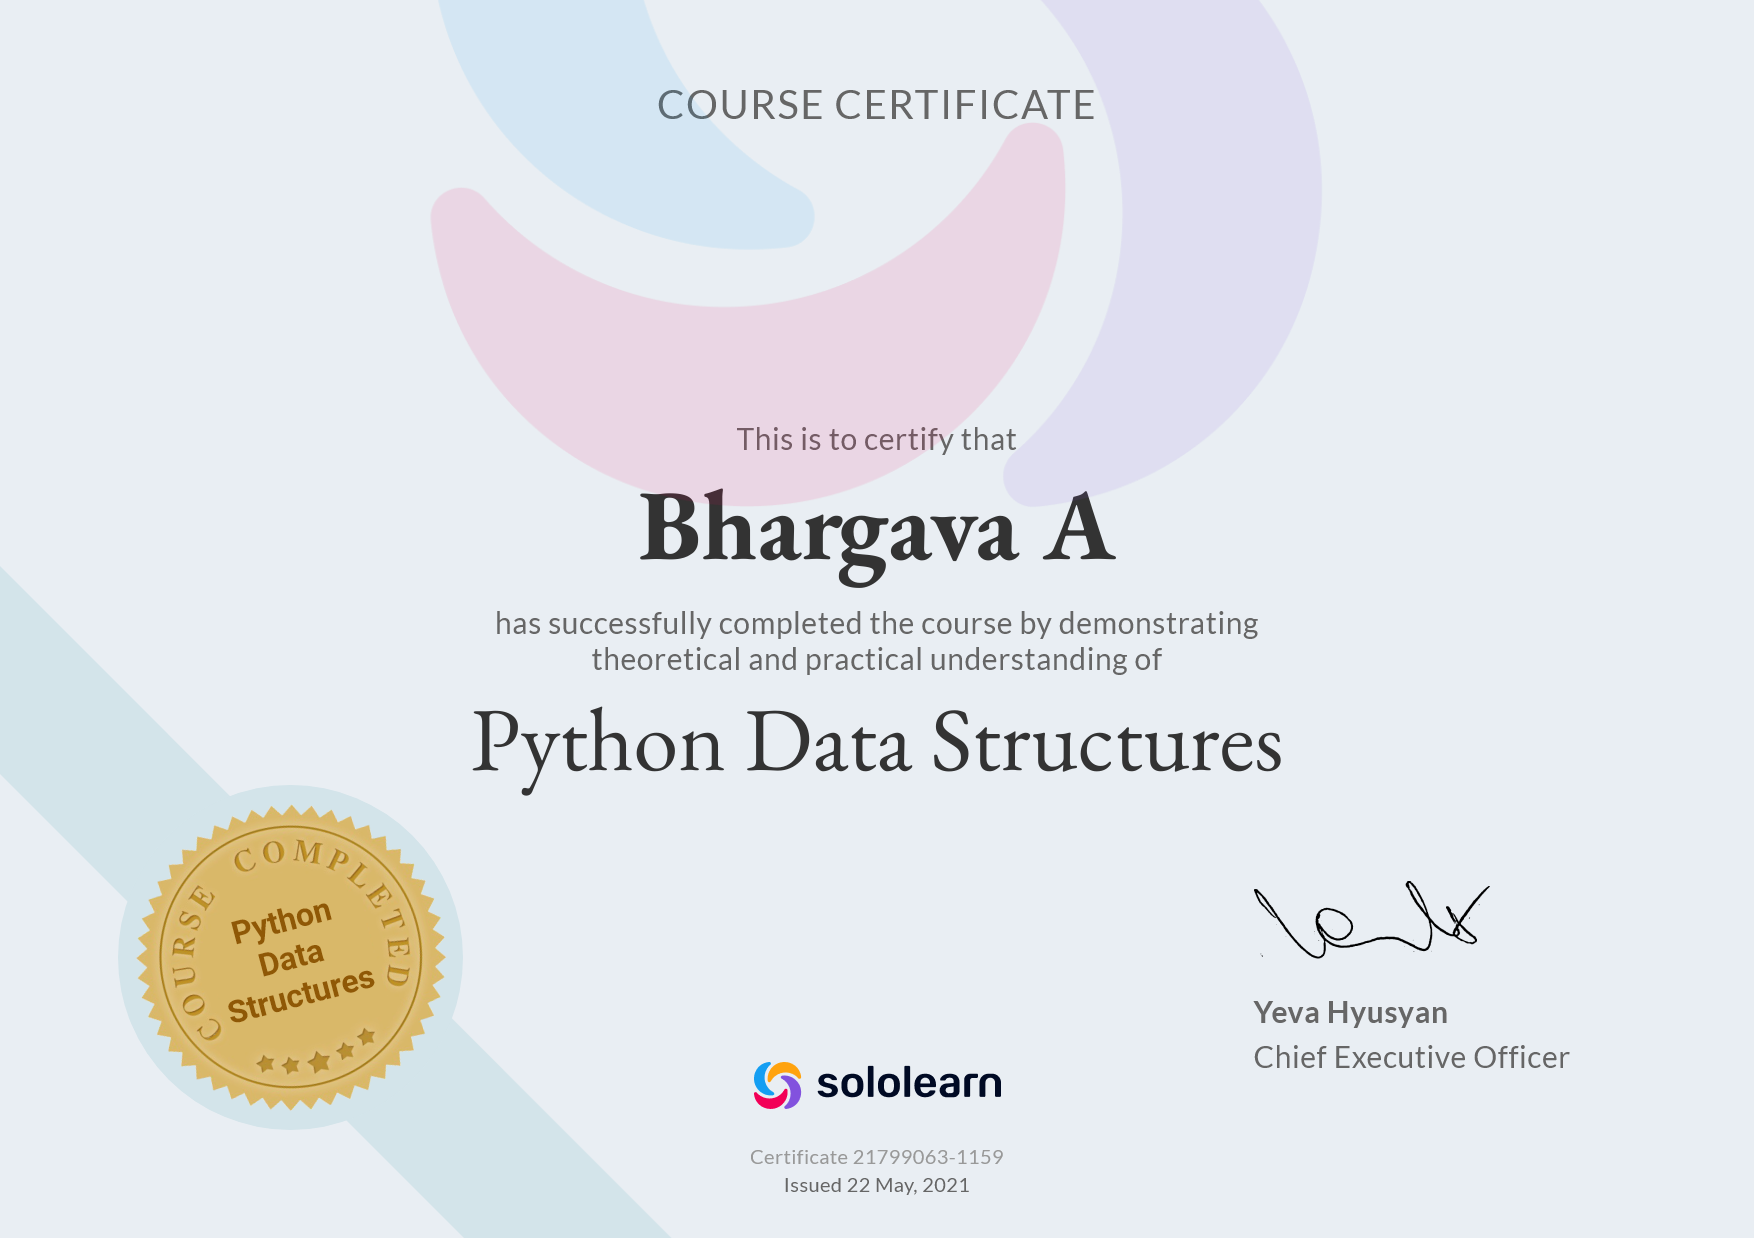 COURSE CERTIFICATE
This is to certify that
Bhargava A
has successfully completed the course by demonstrating
theoretical and practical understanding of
Python Data Structures
COURSE COMPLETED
Python
Data
Structures
Yeva Hyusyan
Chief Executive Officer
sololearn
Certificate 21799063-1159
Issued 22 May, 2021